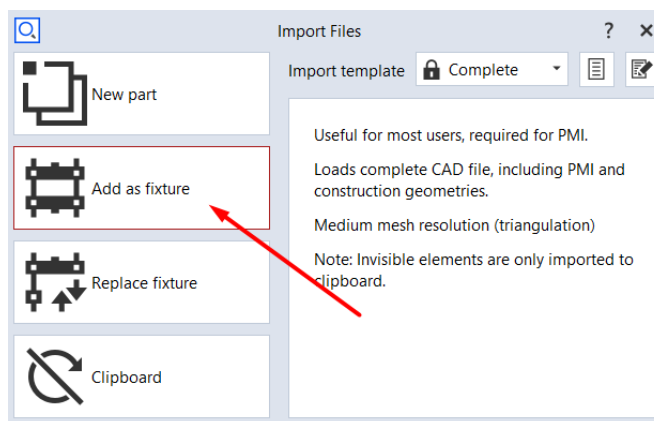 Import Files
?
New part
Add as fixture
Replace fixture
Clipboard
Import template
Complete
Useful for most users, required for PMI.
Loads complete CAD file, including PMI and
construction geometries.
Medium mesh resolution (triangulation)
Note: Invisible elements are only imported to
clipboard.